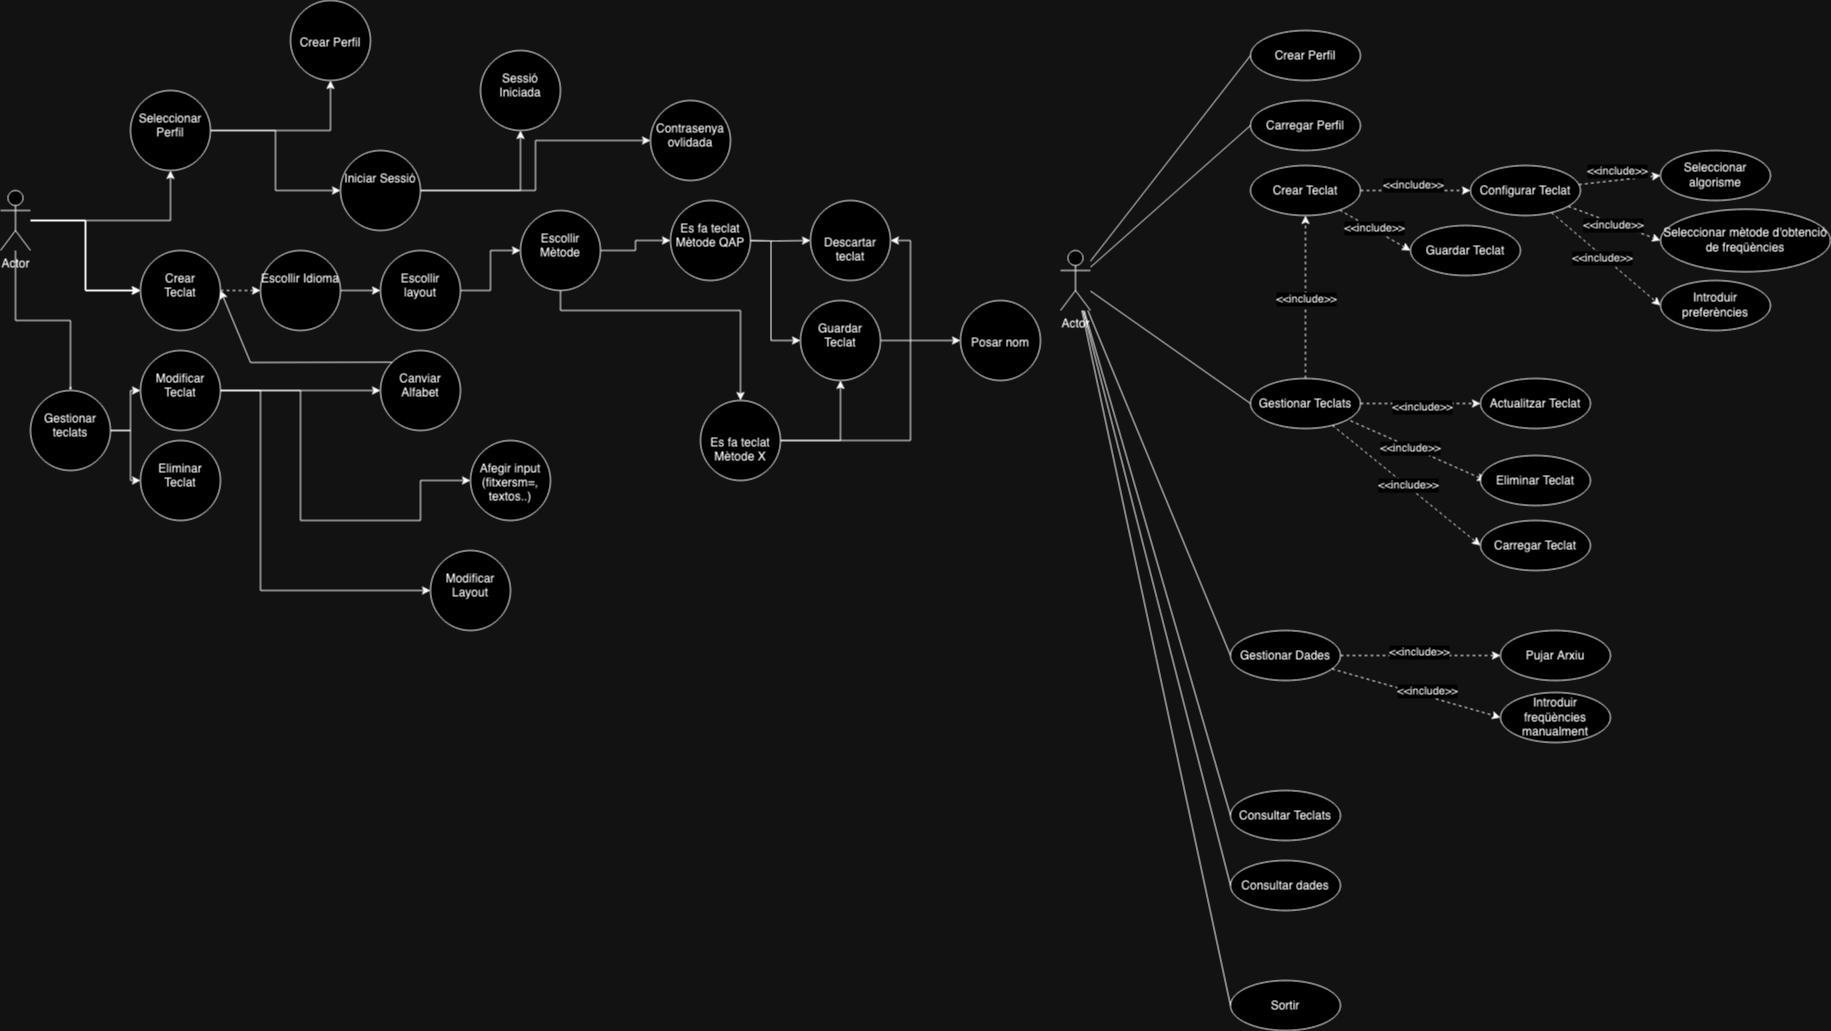 Crear Perfil
Sessió
Iniciada
Seleccionar
Perfil
Contrasenya
ovlidada
Iniciar Sessió
Actor
Crear
Teclat
Escollir Idioma
Escollir
layout
Escollir
Mètode
Es fa teclat
Mètode QAP
Descartar
teclat
Guardar
Teclat
Posar nom
Es fa teclat
Mètode X
Gestionar
teclats
Modificar
Teclat
Canviar
Alfabet
Eliminar
Teclat
Afegir input
(fitxersm=,
textos..)
Modificar
Layout
Actor
Crear Perfil
Carregar Perfil
Crear Teclat
<<include>>
Configurar Teclat
<<include>>
Seleccionar
algorisme
<<include>>
Seleccionar mètode d'obtenció
de freqüències
<<include>>
Introduir
preferències
<<include>>
Guardar Teclat
<<include>>
Gestionar Teclats
<<include>>
Actualitzar Teclat
<<include>>
Eliminar Teclat
<<include>>
Carregar Teclat
Gestionar Dades
<<include>>
Pujar Arxiu
<<include>>
Introduir
freqüències
manualment
Consultar Teclats
Consultar dades
Sortir